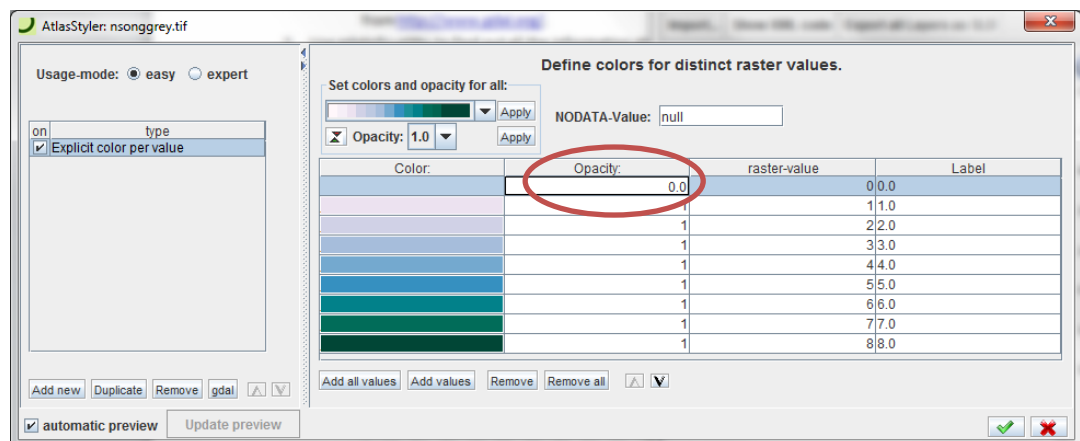 AtlasStyler: nsonggrey.tif
Usage-mode: easy expert
on type
Explicit color per value
Add new Duplicate Remove gdal
automatic preview Update preview
Define colors for distinct raster values.
Set colors and opacity for all:
Apply
NODATA-Value: null
Opacity: 1.0 Apply
Color: Opacity: raster-value Label
0.0 0 0.0
1 1 1.0
1 2 2.0
1 3 3.0
1 4 4.0
1 5 5.0
1 6 6.0
1 7 7.0
1 8 8.0
Add all values Add values Remove Remove all